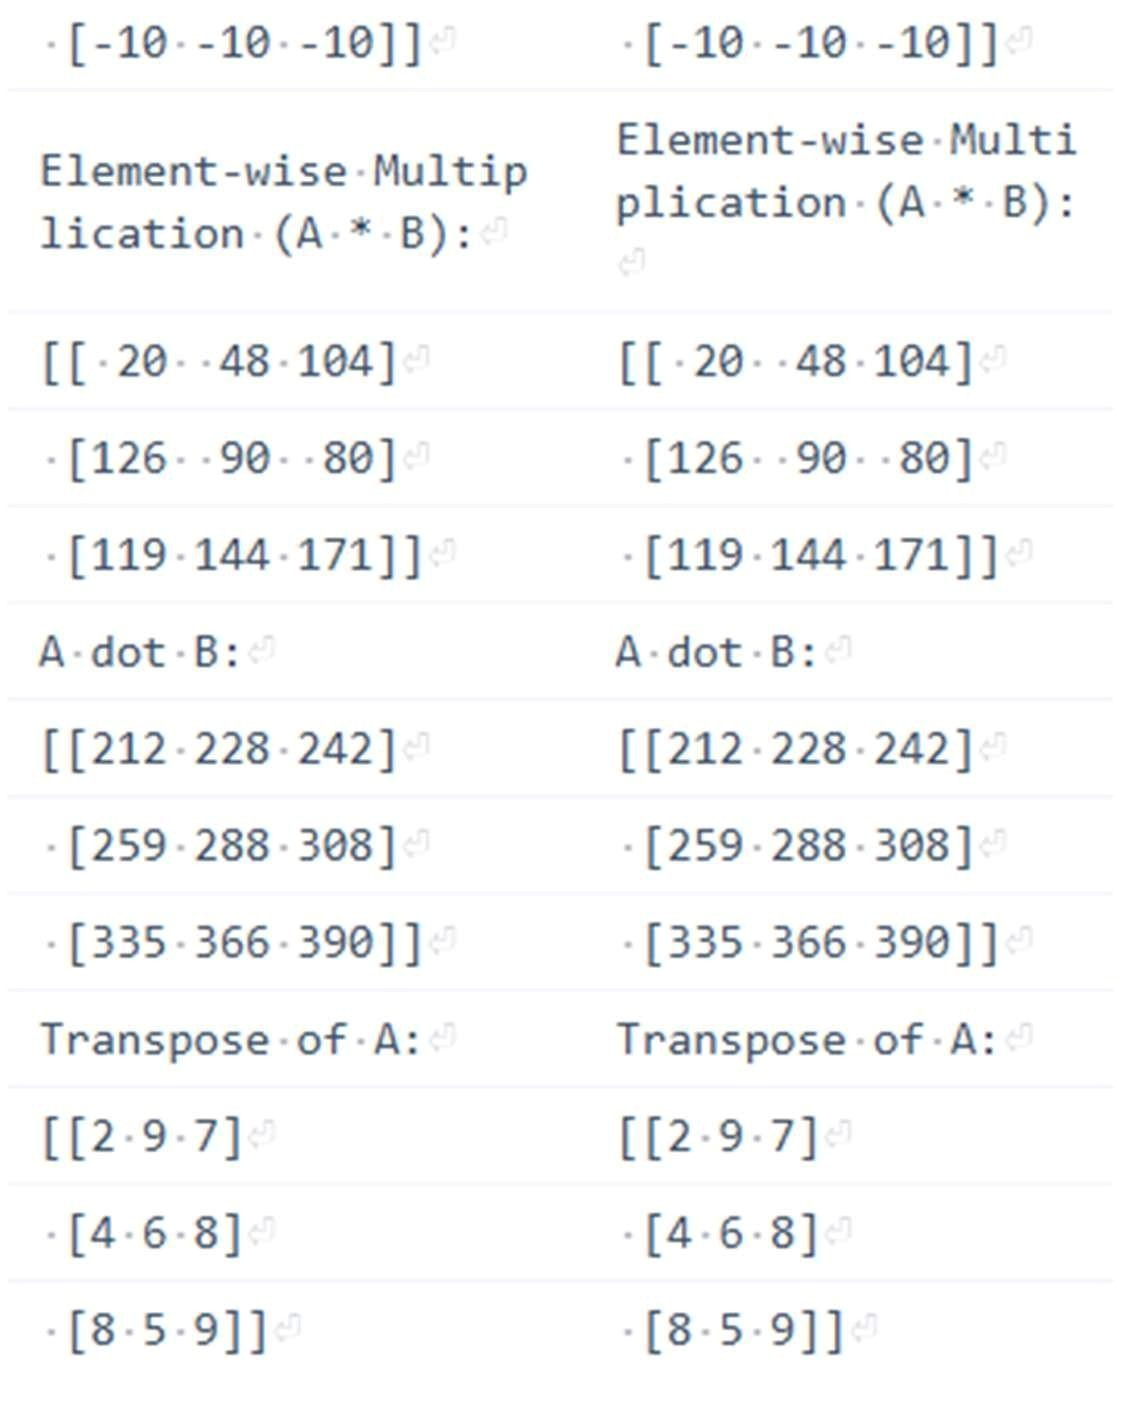 ·[-10·-10·-10]]⏎ ·[-10·-10·-10]]⏎
Element-wise·Multip
lication·(A·*·B):⏎
Element-wise·Multi
plication·(A·*·B):
⏎
[[·20··48·104]⏎ [[·20··48·104]⏎
·[126··90··80]⏎ ·[126··90··80]⏎
·[119·144·171]]⏎ ·[119·144·171]]⏎
A·dot·B:⏎ A·dot·B:⏎
[[212·228·242]⏎ [[212·228·242]⏎
·[259·288·308]⏎ ·[259·288·308]⏎
·[335·366·390]]⏎ ·[335·366·390]]⏎
Transpose·of·A:⏎ Transpose·of·A:⏎
[[2·9·7]⏎ [[2·9·7]⏎
·[4·6·8]⏎ ·[4·6·8]⏎
·[8·5·9]]⏎ ·[8·5·9]]⏎